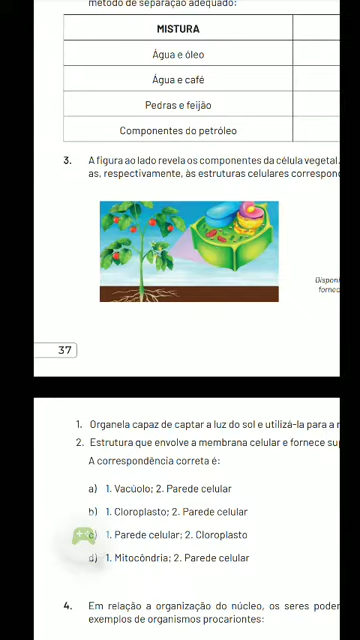 método de separação adequado:
MISTURA
Água e óleo
Água e café
Pedras e feijão
Componentes do petróleo
3. A figura ao lado revela os componentes da célula vegetal.
as, respectivamente, às estruturas celulares
37
1. Organela capaz de captar a luz do sol e utilizá-la para a
2. Estrutura que envolve a membrana celular e fornece
A correspondência correta é:
a) 1. Vacúolo; 2. Parede celular
b) 1. Cloroplasto; 2. Parede celular
c) 1. Parede celular; 2. Cloroplasto
d) 1. Mitocôndria; 2. Parede celular
4. Em relação a organização do núcleo, os seres
exemplos de organismos procariontes: